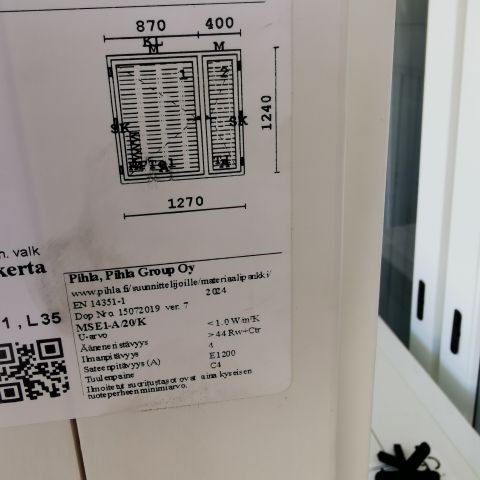 870 400
KL
M M
1 2
SK SK
1240
1270
n. valk
kerta
1 , L35
Pihla, Pihla Group Oy
www.pihla.fi/suunnittelijoille/materiaalipankki/
EN 14351-1 2024
Dop Nro. 15072019 ver. 7
MSE1-A/20/K
U-arvo < 1.0 W/m²K
Ääneneristävyys > 44 Rw+Ctr
Ilmanpitävyys 4
Sateenpitävyys (A) E1200
Tuulenpaine C4
Ilmoitetut suoritustasot ovat aina kyseisen
tuoteperheen minimiarvo.